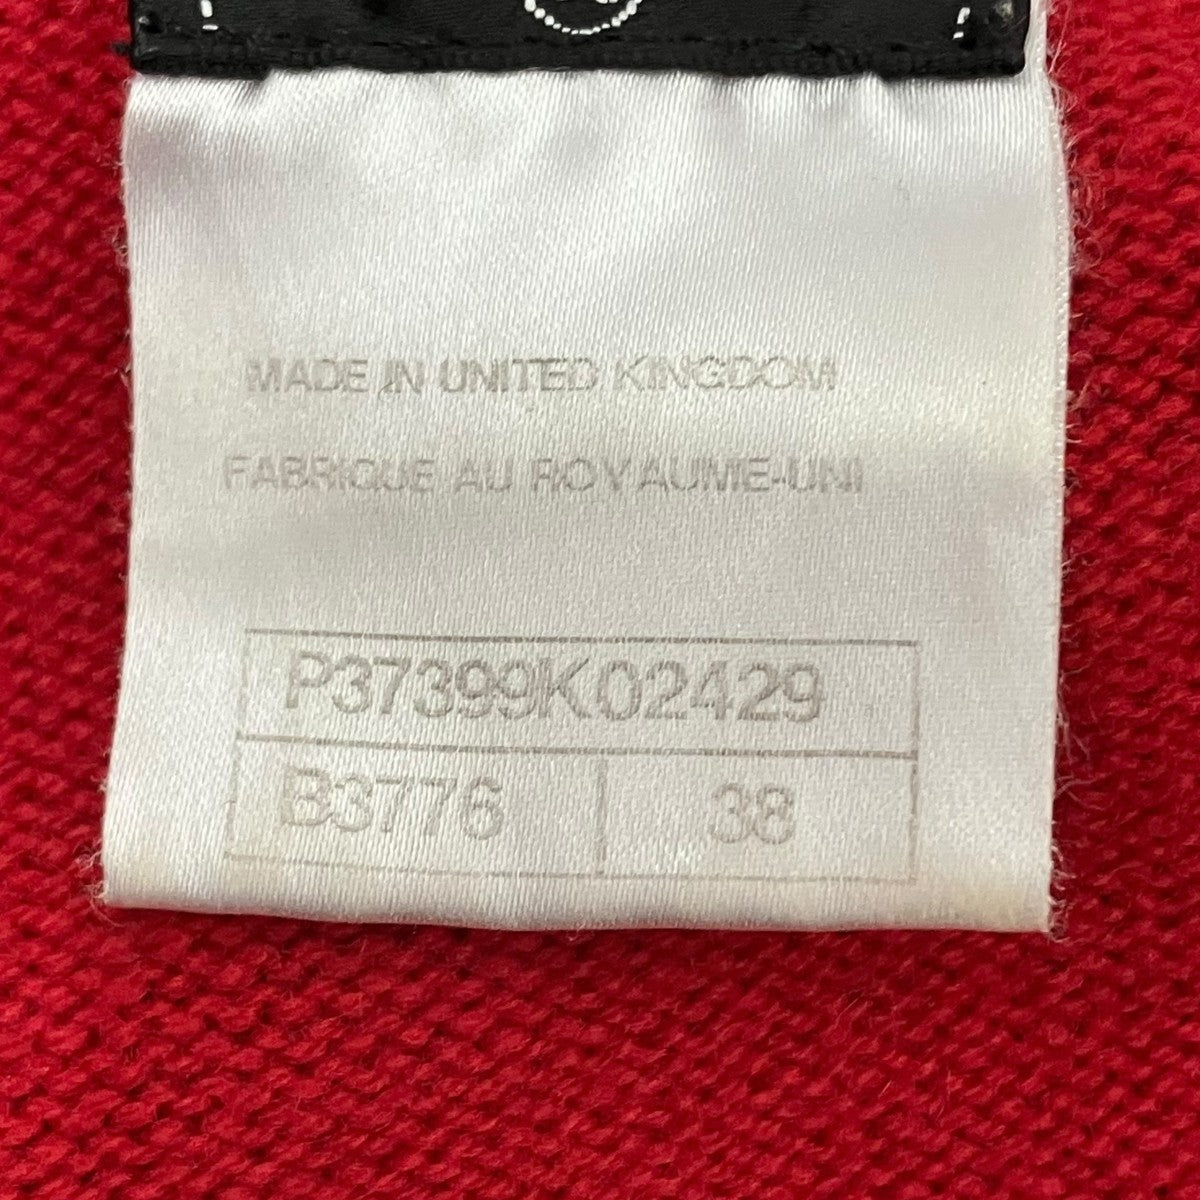 MADE IN UNITED KINGDOM
FABRIQUE AU ROYAUME-UNI
P37399K02429
B3776 38